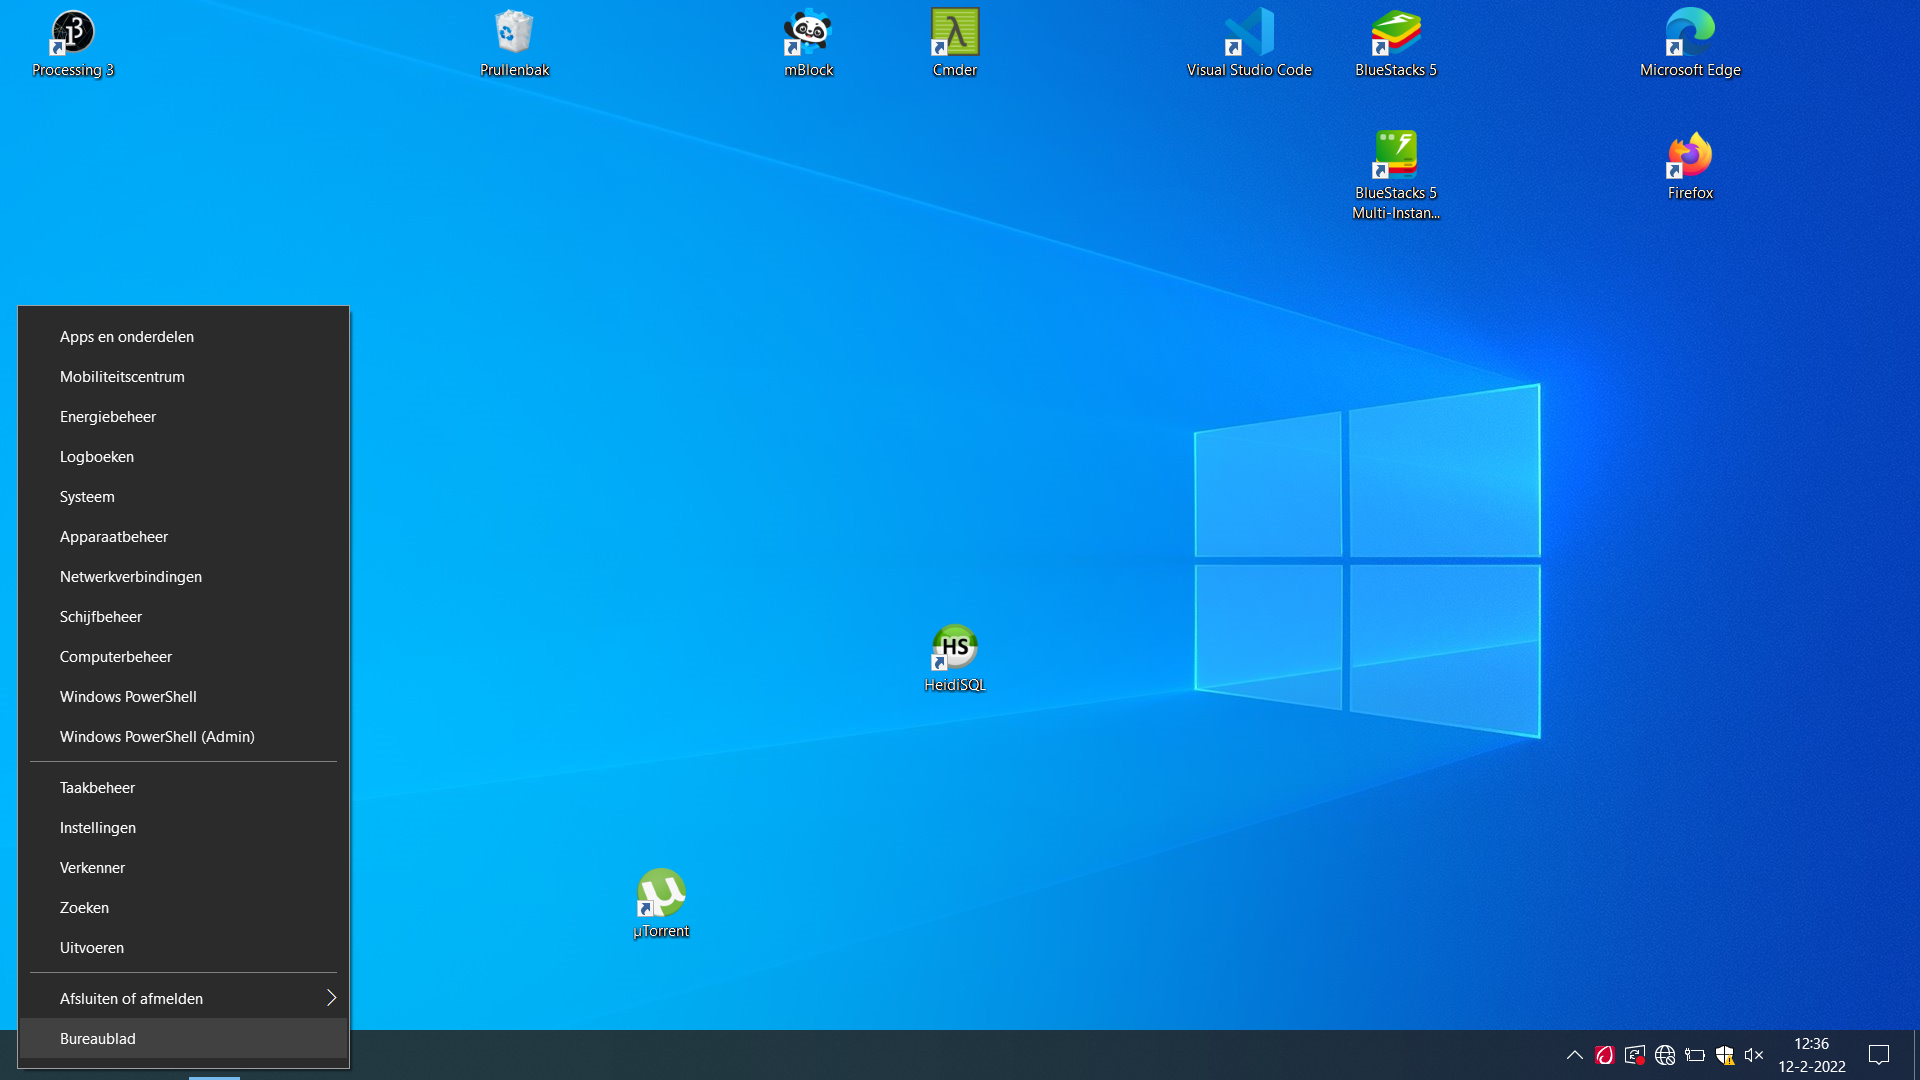 Processing 3
Prullenbak
mBlock
Cmder
Visual Studio Code
BlueStacks 5
Microsoft Edge
BlueStacks 5
Multi-Instan...
Firefox
HeidiSQL
µTorrent
Apps en onderdelen
Mobiliteitscentrum
Energiebeheer
Logboeken
Systeem
Apparaatbeheer
Netwerkverbindingen
Schijfbeheer
Computerbeheer
Windows PowerShell
Windows PowerShell (Admin)
Taakbeheer
Instellingen
Verkenner
Zoeken
Uitvoeren
Afsluiten of afmelden
Bureaublad
12:36
12-2-2022